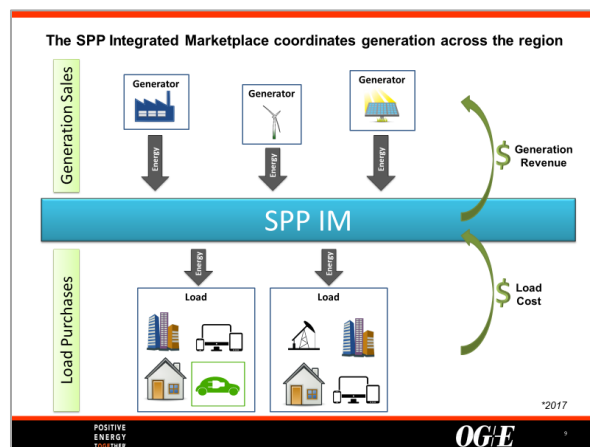 The SPP Integrated Marketplace coordinates generation across the region
Generation Sales
Generator
Generator
Generator
Energy
Energy
Energy
$ Generation
Revenue
SPP IM
Load Purchases
Energy
Energy
Load
Load
$ Load
Cost
*2017
POSITIVE
ENERGY
TOGETHER
OG/E
9